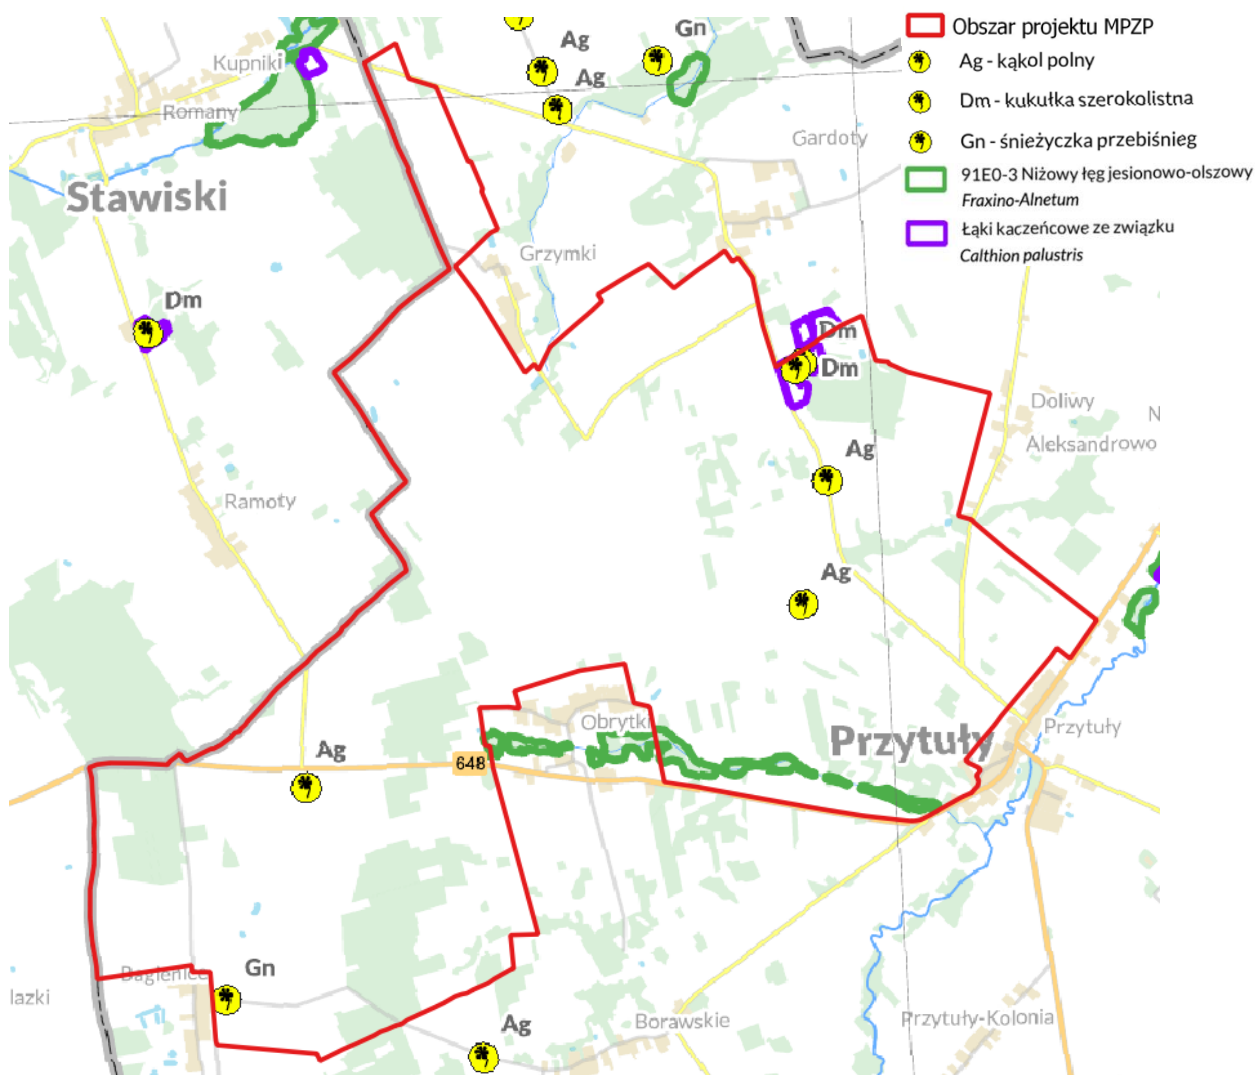 Obszar projektu MPZP
Ag - kąkol polny
Dm - kukułka szerokolistna
Gn - śnieżyczka przebiśnieg
91E0-3 Niżowy łęg jesionowo-olszowy
Fraxino-Alnetum
Łąki kaczeńcowe ze związku
Calthion palustris
Ag
Gn
Kupniki
Ag
Romany
Gardoty
Stawiski
Grzymki
Dm
Dm
Dm
Doliwy
N
Aleksandrowo
Ag
Ramoty
Ag
Obrytki
Przytuły
Przytuły
Ag
648
Gn
Bagienice
lazki
Ag
Borawskie
Przytuły-Kolonia